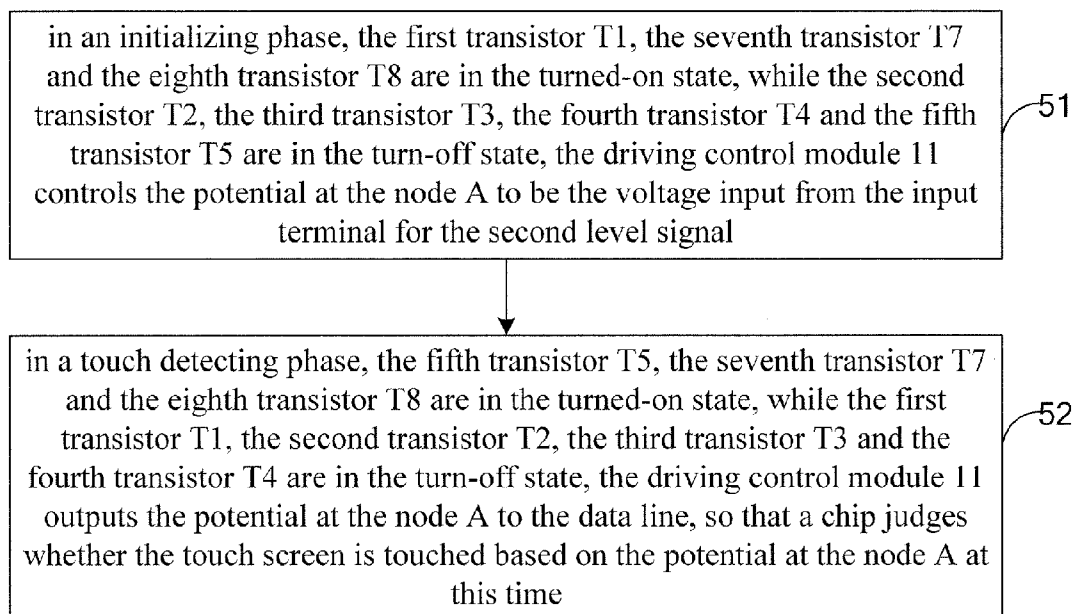 in an initializing phase, the first transistor T1, the seventh transistor T7
and the eighth transistor T8 are in the turned-on state, while the second
transistor T2, the third transistor T3, the fourth transistor T4 and the fifth
transistor T5 are in the turn-off state, the driving control module 11
controls the potential at the node A to be the voltage input from the input
terminal for the second level signal
51
in a touch detecting phase, the fifth transistor T5, the seventh transistor T7
and the eighth transistor T8 are in the turned-on state, while the first
transistor T1, the second transistor T2, the third transistor T3 and the
fourth transistor T4 are in the turn-off state, the driving control module 11
outputs the potential at the node A to the data line, so that a chip judges
whether the touch screen is touched based on the potential at the node A at
this time
52